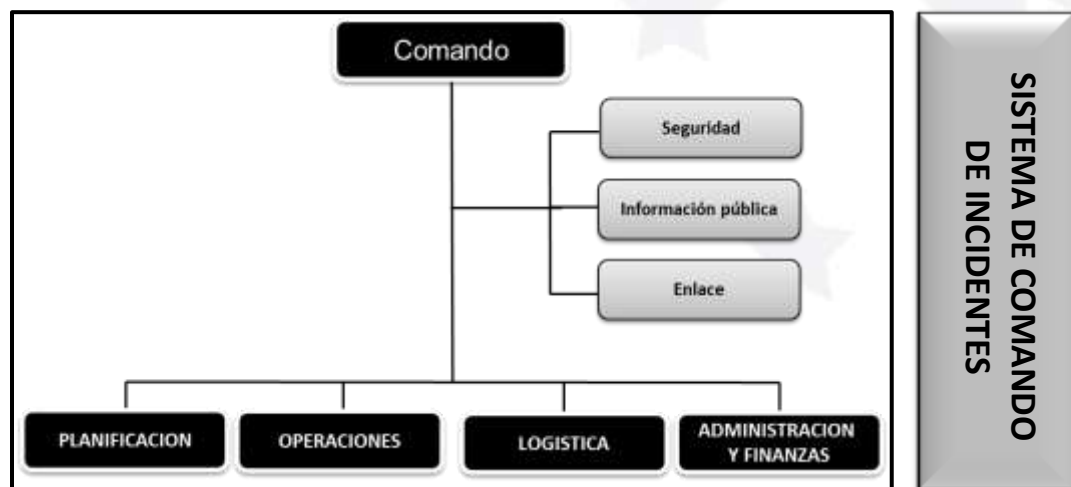 Comando
Seguridad
Información pública
Enlace
PLANIFICACION
OPERACIONES
LOGISTICA
ADMINISTRACION
Y FINANZAS
SISTEMA DE COMANDO
DE INCIDENTES